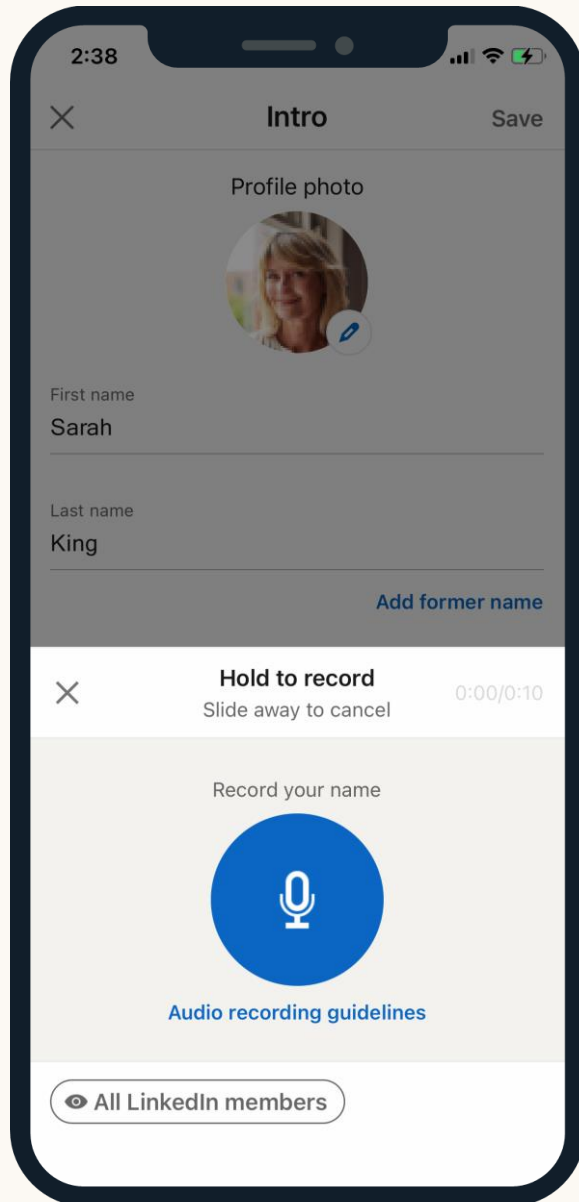 2:38
Intro
Save
Profile photo
First name
Sarah
Last name
King
Add former name
Hold to record
Slide away to cancel
0:00/0:10
Record your name
Audio recording guidelines
All LinkedIn members